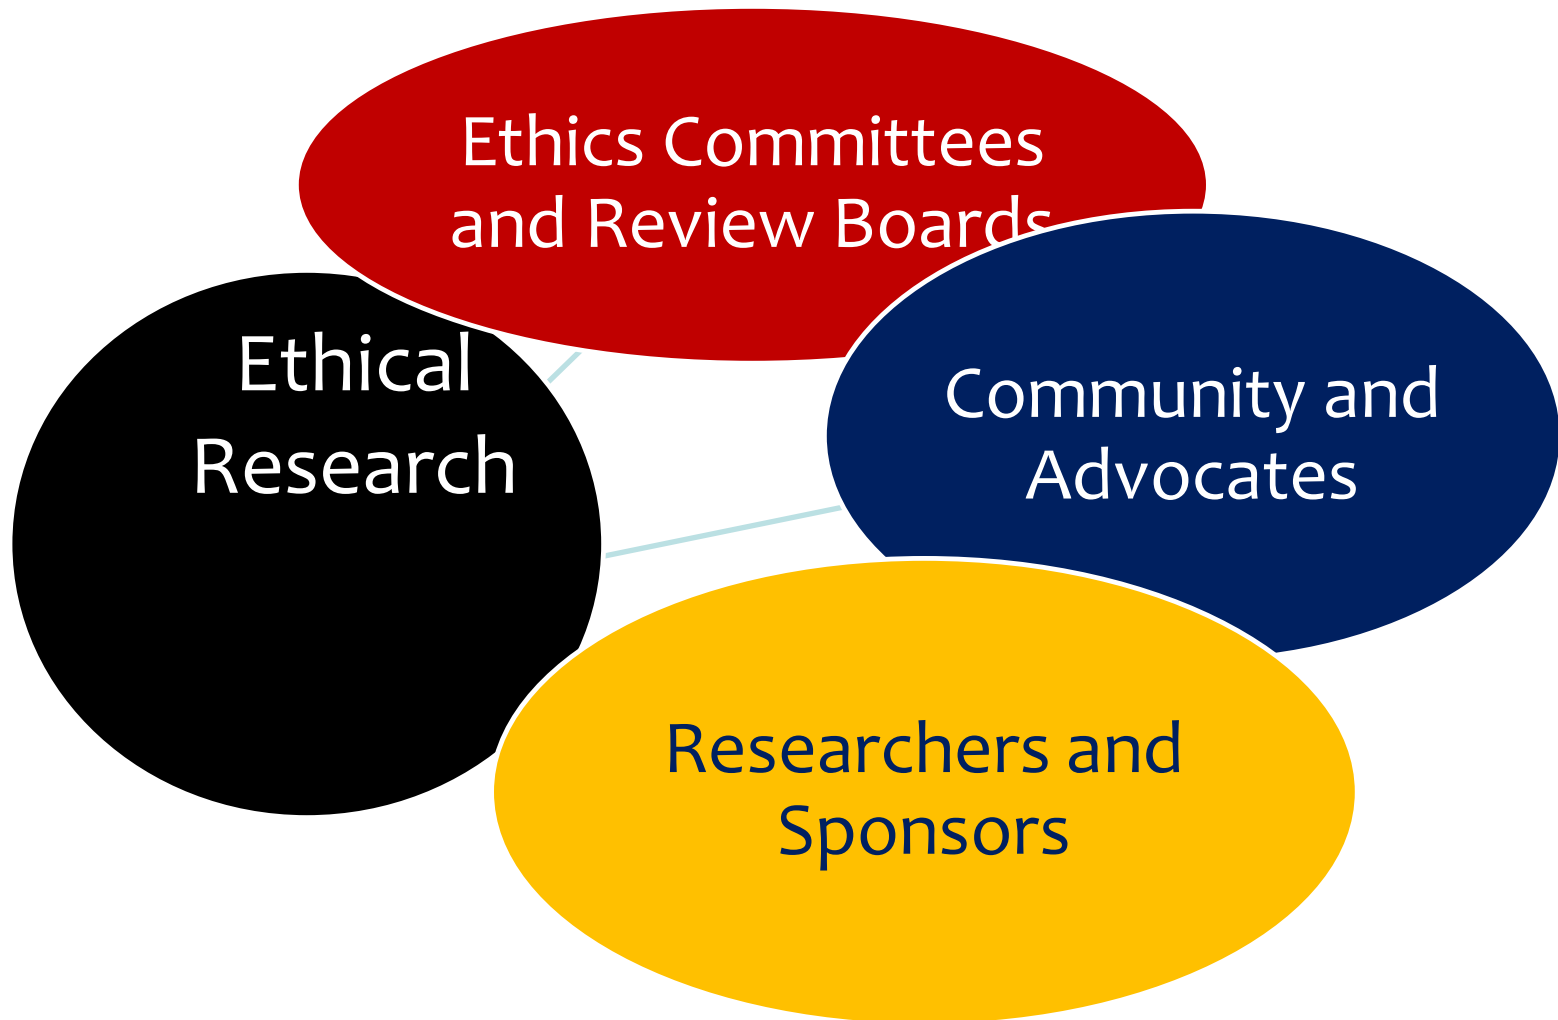 Ethics Committees
and Review Boards
Ethical
Research
Community and
Advocates
Researchers and
Sponsors